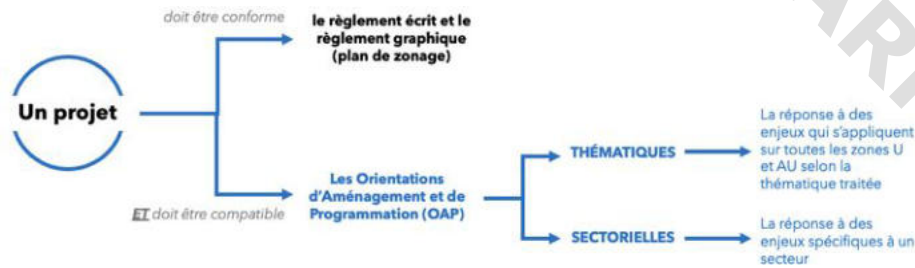 doit être conforme
le règlement écrit et le
règlement graphique
(plan de zonage)
Un projet
ET doit être compatible
Les Orientations
d'Aménagement et de
Programmation (OAP)
THÉMATIQUES
La réponse à des
enjeux qui s'appliquent
sur toutes les zones U
et AU selon la
thématique traitée
SECTORIELLES
La réponse à des
enjeux spécifiques à un
secteur